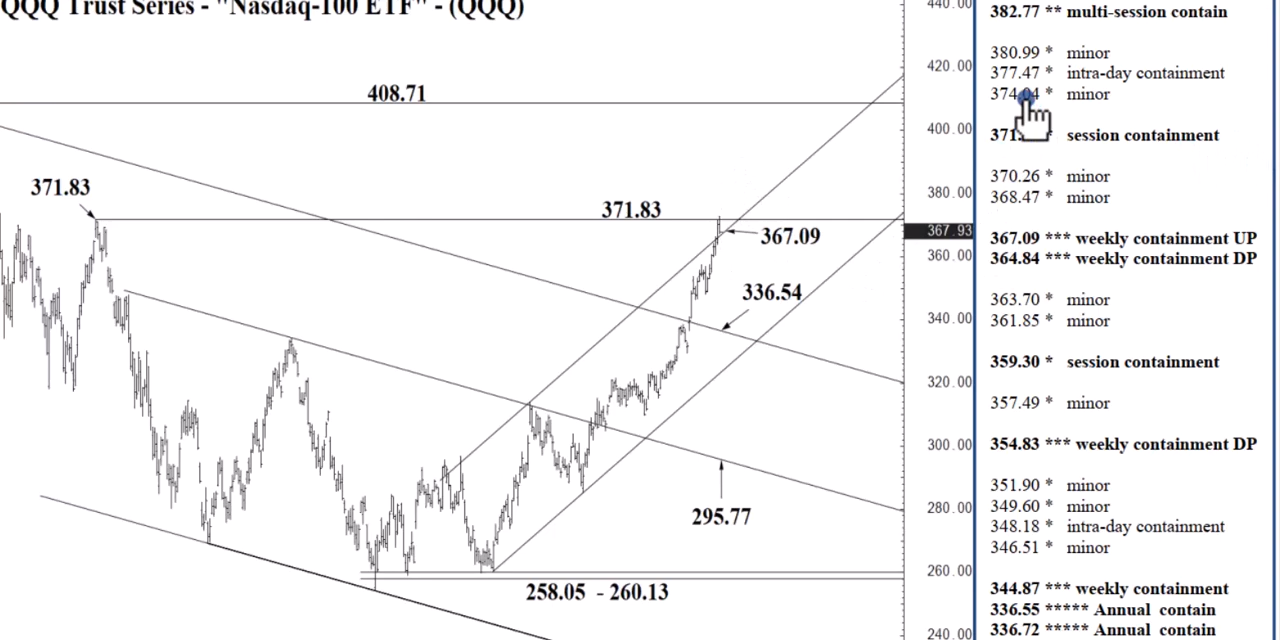 QQQ Trust Series - "Nasdaq-100 ETF" - (QQQ)
408.71
371.83
371.83
367.09
336.54
295.77
258.05 - 260.13
440.00
420.00
400.00
380.00
367.93
360.00
340.00
320.00
300.00
280.00
260.00
240.00
382.77 ** multi-session contain
380.99 * minor
377.47 * intra-day containment
374.04 * minor
371. session containment
370.26 * minor
368.47 * minor
367.09 *** weekly containment UP
364.84 *** weekly containment DP
363.70 * minor
361.85 * minor
359.30 * session containment
357.49 * minor
354.83 *** weekly containment DP
351.90 * minor
349.60 * minor
348.18 * intra-day containment
346.51 * minor
344.87 *** weekly containment
336.55 ***** Annual contain
336.72 ***** Annual contain